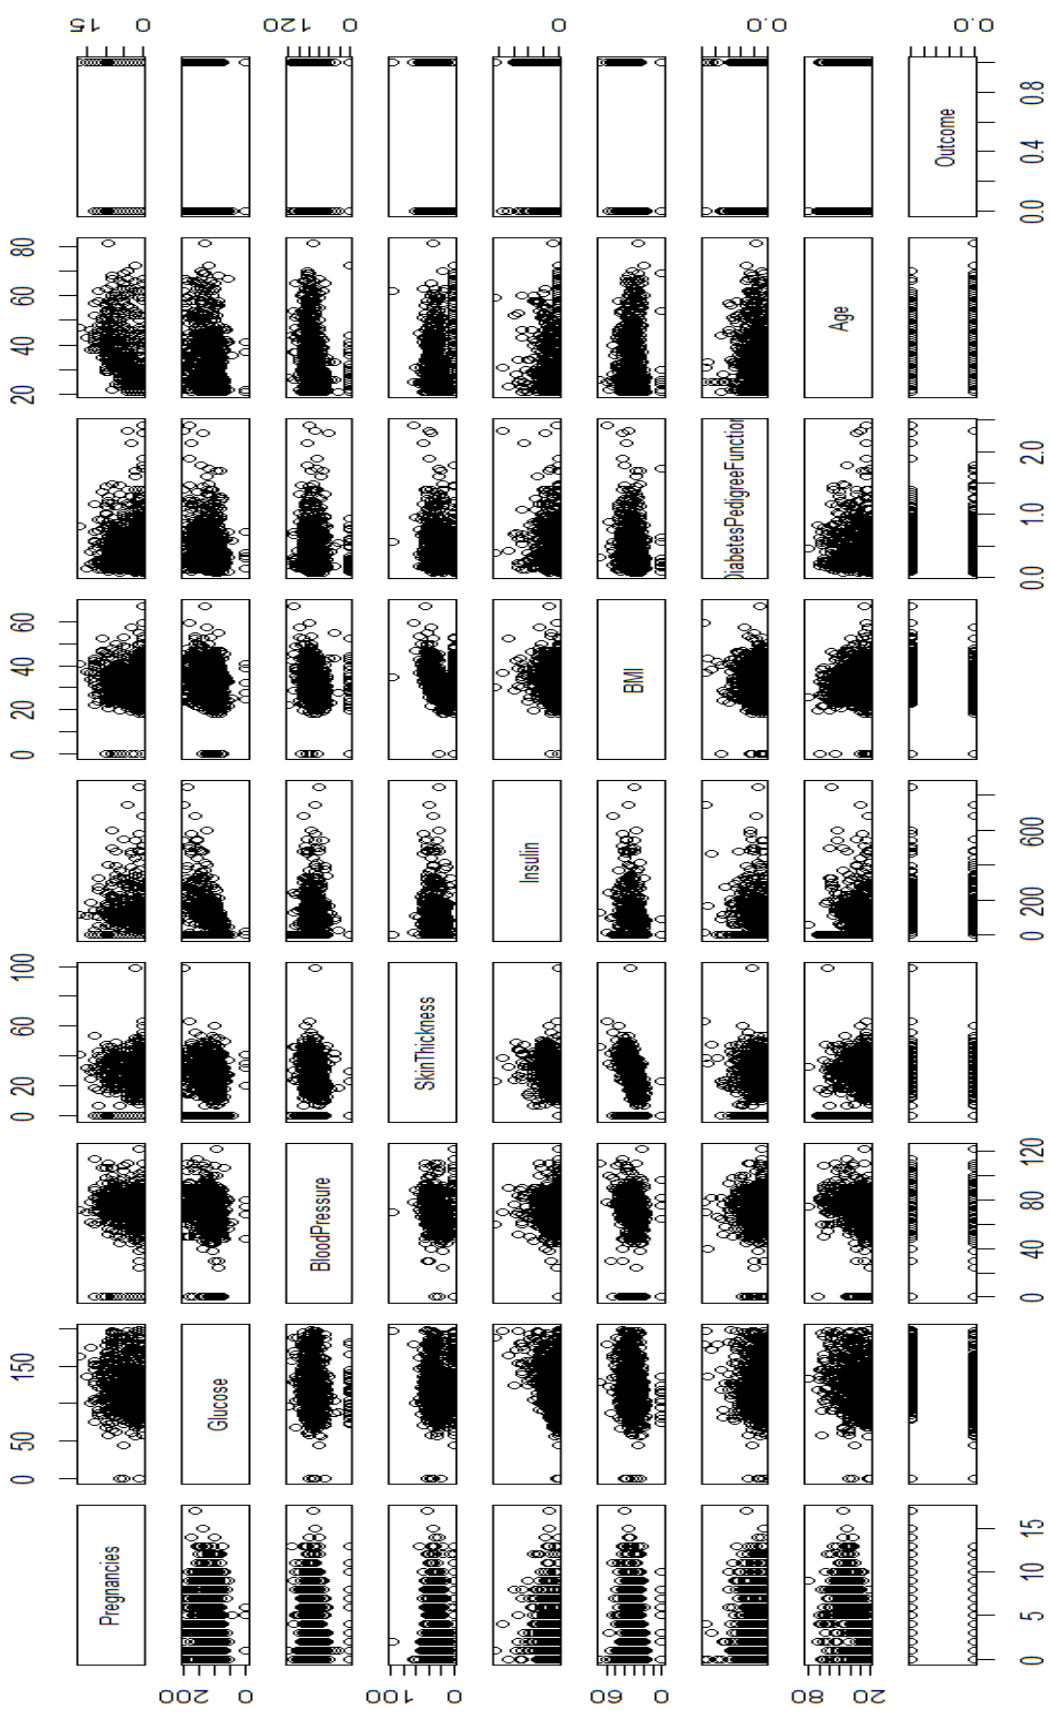 0 50 150 0 20 60 100 0 20 40 60 20 40 60 80
Pregnancies
0 15
0 200
Glucose
BloodPressure
0 120
0 100
SkinThickness
Insulin
0
0 60
BMI
DiabetesPedigreeFunction
0.0
20 80
Age
Outcome
0.0
0 5 10 15 0 40 80 120 0 200 600 0.0 1.0 2.0 0.0 0.4 0.8